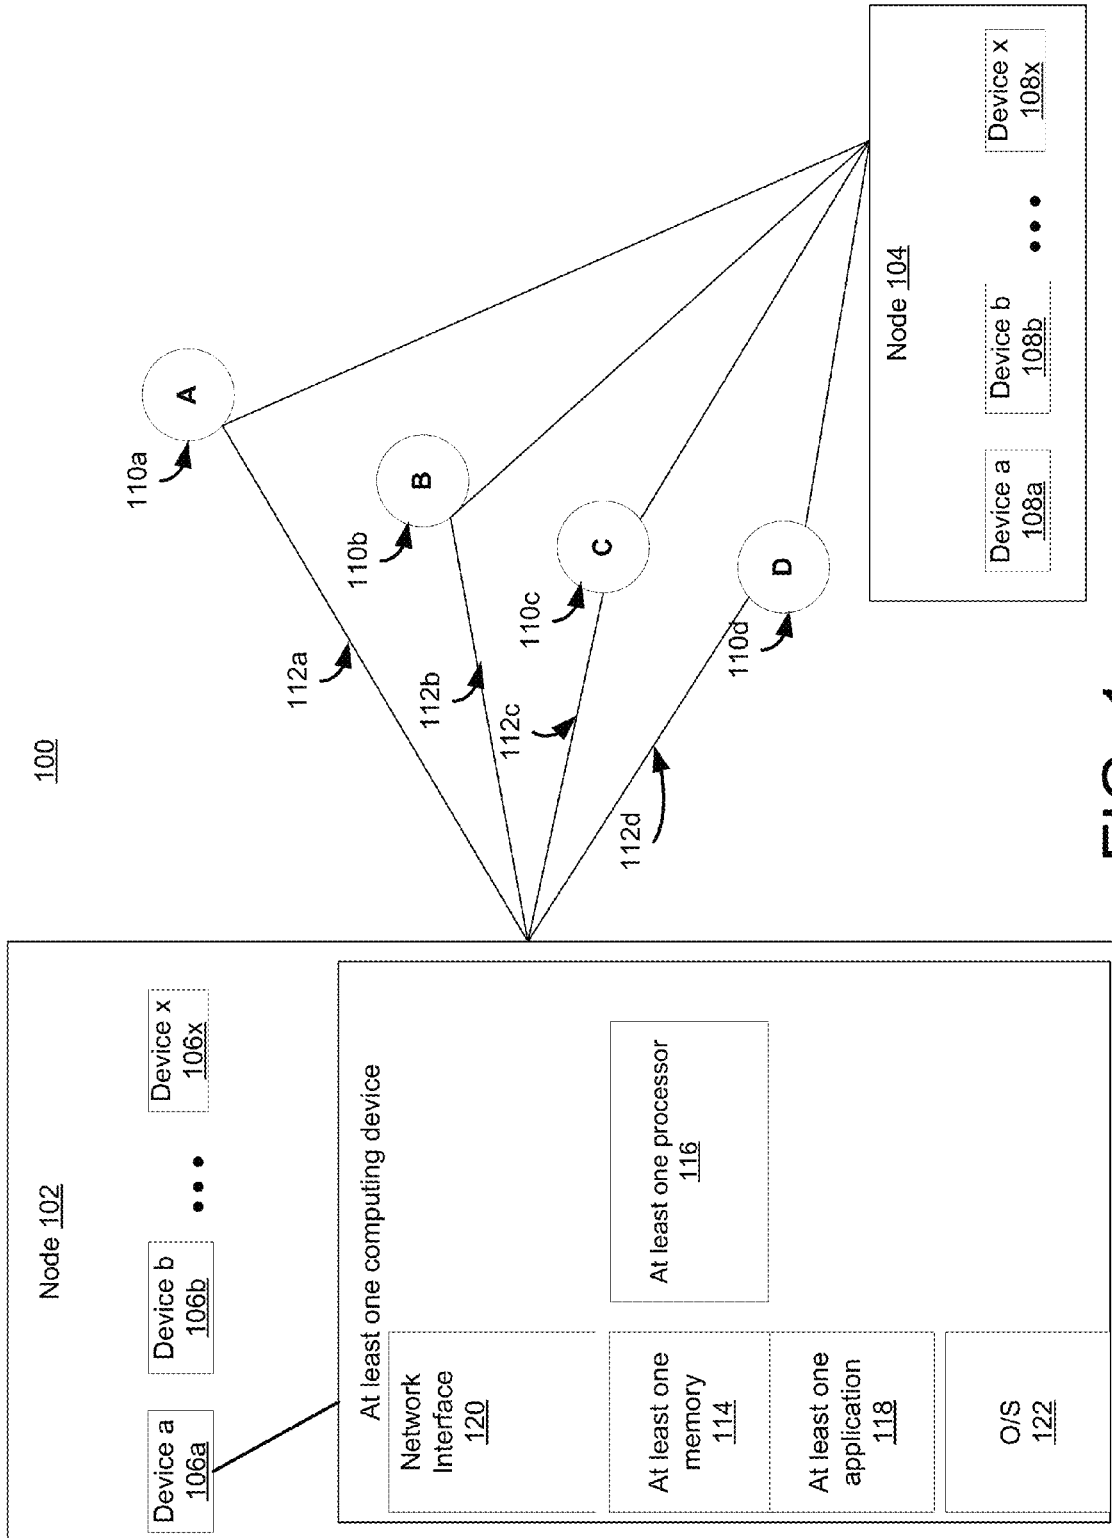 100
Node 102
Device a
106a
Device b
106b
•••
Device x
106x
At least one computing device
Network
Interface
120
At least one
memory
114
At least one
application
118
O/S
122
At least one processor
116
112a
112b
112c
112d
110a
A
110b
B
110c
C
110d
D
Node 104
Device a
108a
Device b
108b
•••
Device x
108x